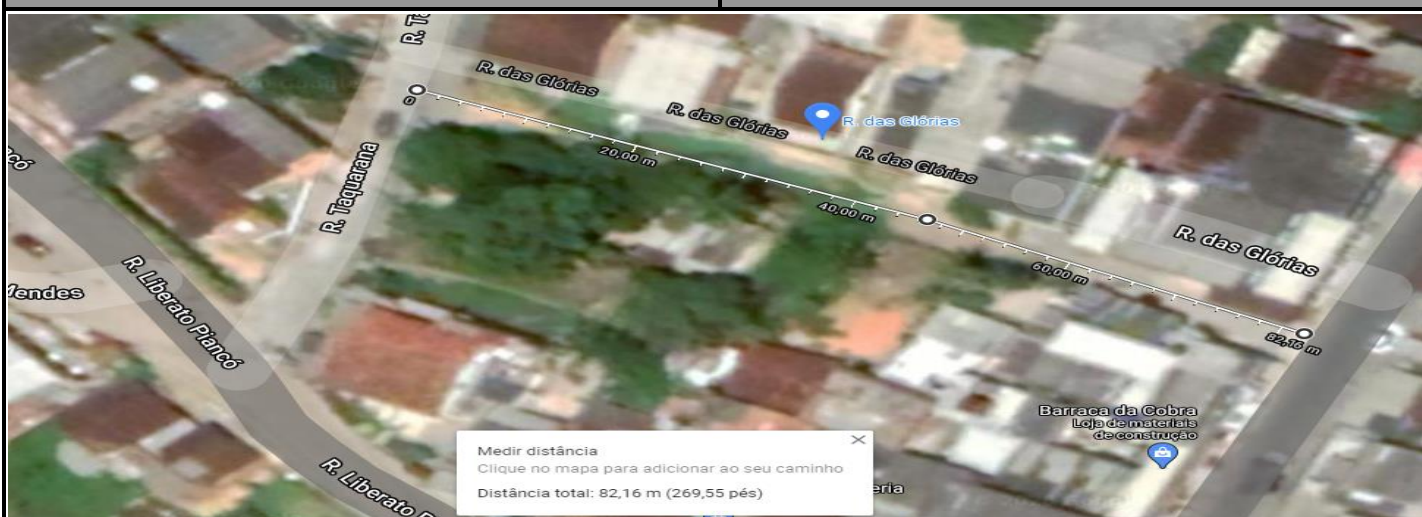 R. das Glórias
R. das Glórias
R. das Glórias
R. das Glórias
R. das Glórias
0
20,00 m
40,00 m
60,00 m
82,16 m
R. Taquarana
R. Liberato Piancó
Mendes
Barraca da Cobra
Loja de materiais
de construção
Medir distância
Clique no mapa para adicionar ao seu caminho
Distância total: 82,16 m (269,55 pés)
R. Liberato